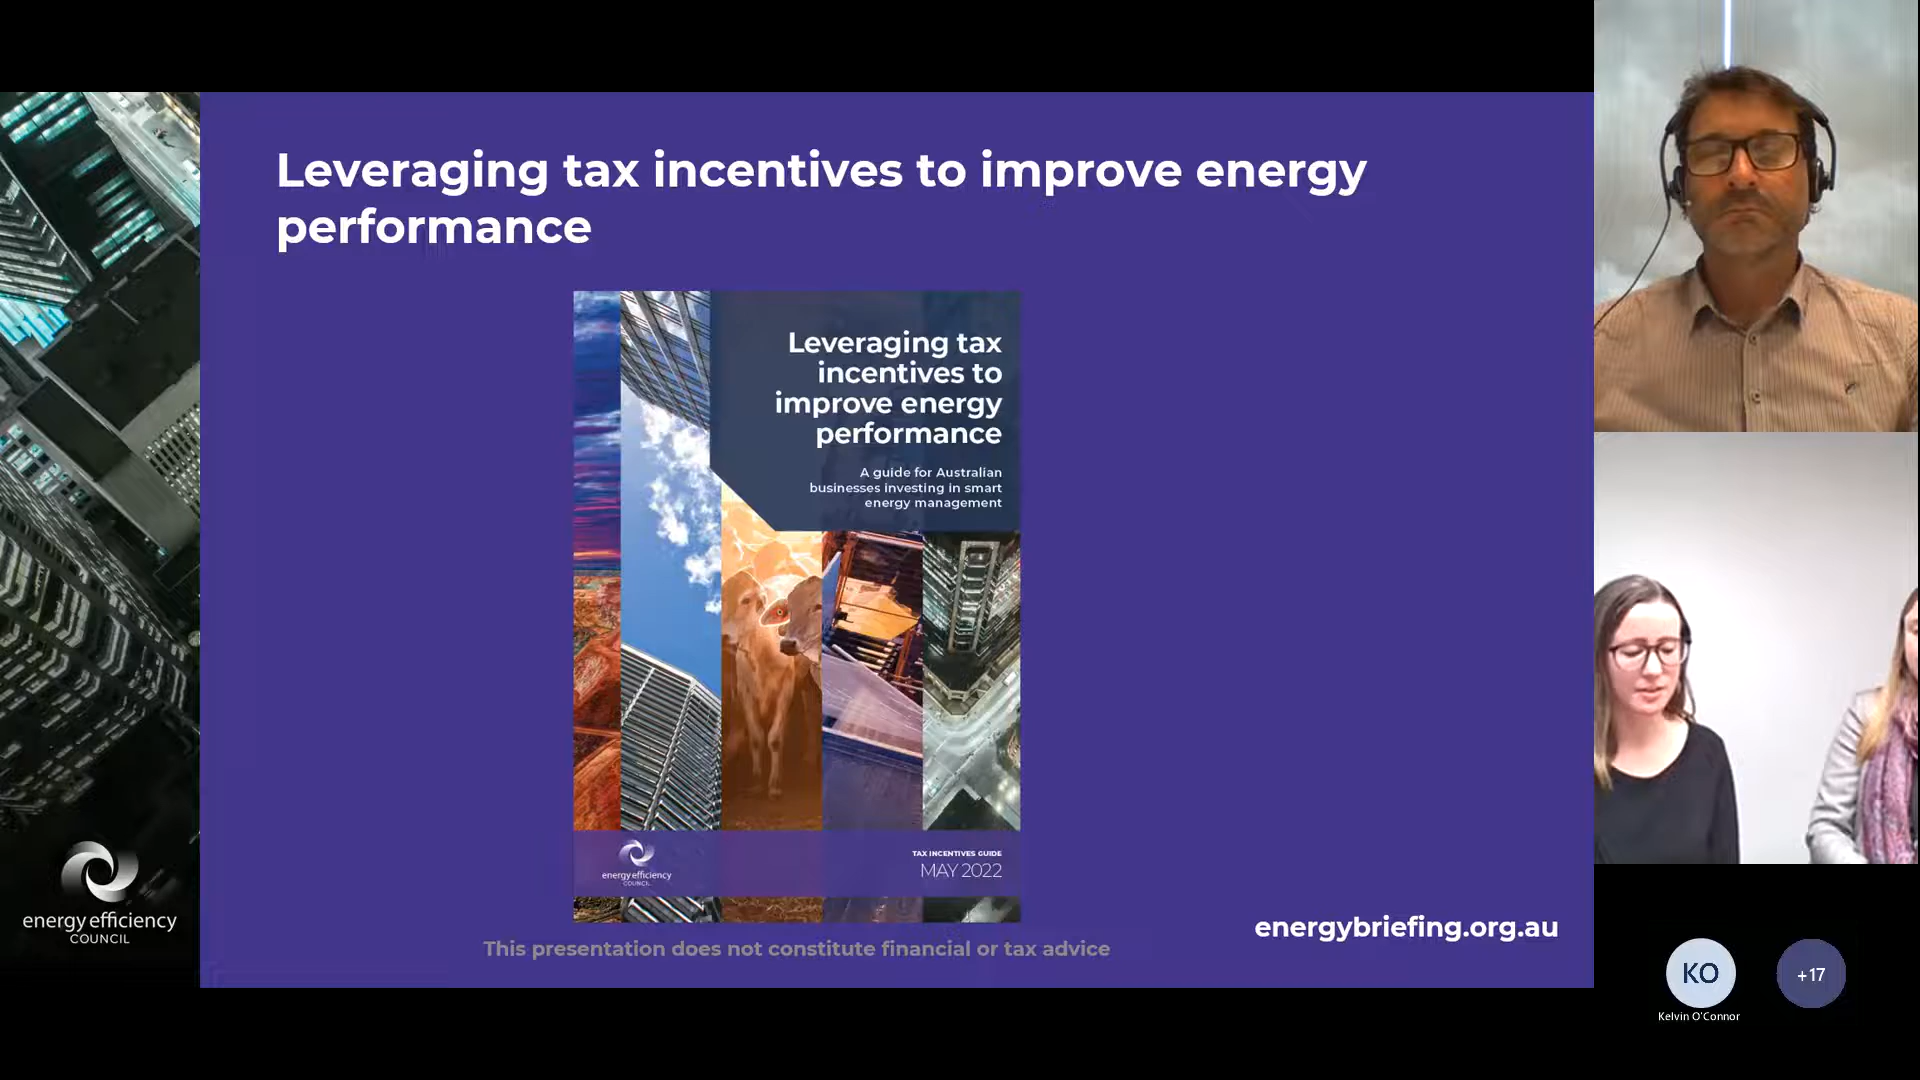 Leveraging tax incentives to improve energy
performance
Leveraging tax
incentives to
improve energy
performance
A guide for Australian
businesses investing in smart
energy management
energy efficiency
COUNCIL
TAX INCENTIVES GUIDE
MAY 2022
energy efficiency
COUNCIL
energybriefing.org.au
This presentation does not constitute financial or tax advice
KO
+17
Kelvin O'Connor